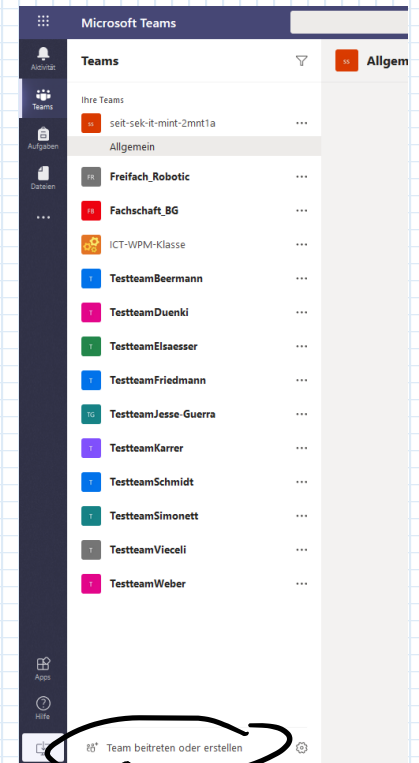 Microsoft Teams
Aktivität
Teams
Aufgaben
Dateien
Teams
ss Allgem
Ihre Teams
ss seit-sek-it-mint-2mnt1a
Allgemein
FR Freifach_Robotic
FB Fachschaft_BG
ICT-WPM-Klasse
T TestteamBeermann
T TestteamDuenki
T TestteamElsaesser
T TestteamFriedmann
TG TestteamJesse-Guerra
T TestteamKarrer
T TestteamSchmidt
T TestteamSimonett
T TestteamVieceli
T TestteamWeber
Apps
Hilfe
Team beitreten oder erstellen